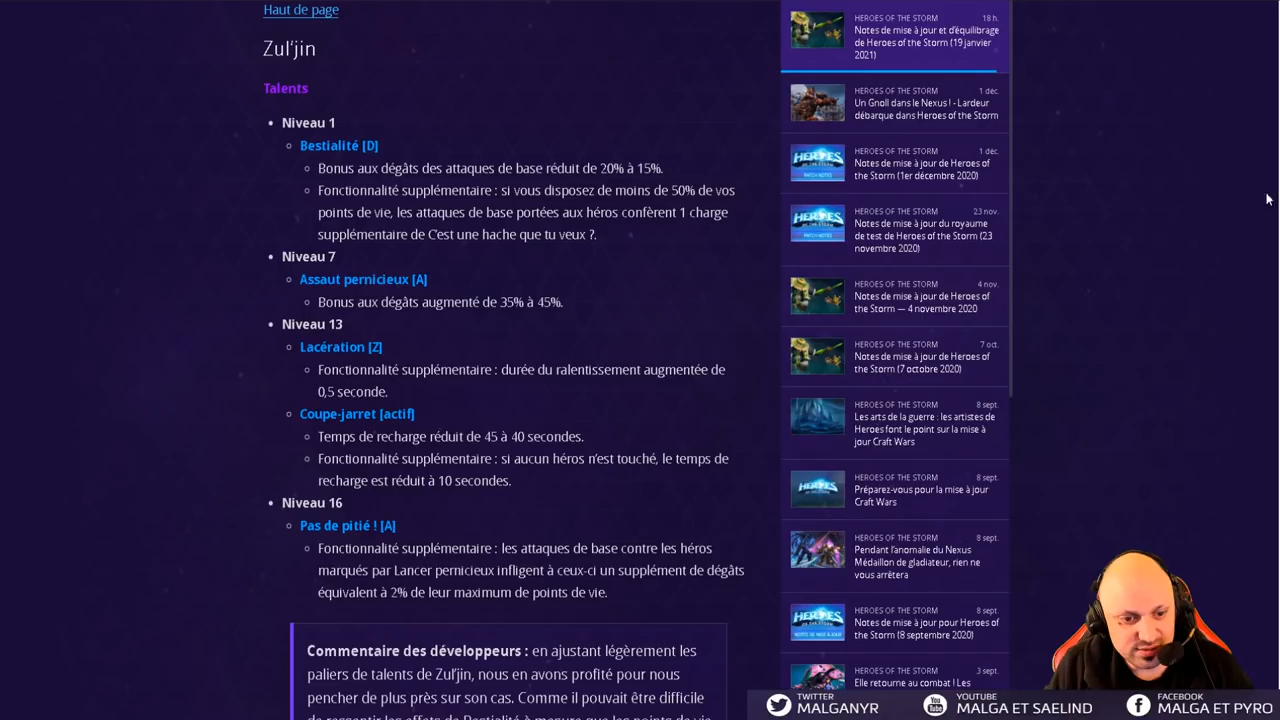 Haut de page
Zul'jin
Talents
Niveau 1
Bestialité [D]
Bonus aux dégâts des attaques de base réduit de 20% à 15%.
Fonctionnalité supplémentaire : si vous disposez de moins de 50% de vos
points de vie, les attaques de base portées aux héros confèrent 1 charge
supplémentaire de C'est une hache que tu veux ?.
Niveau 7
Assaut pernicieux [A]
Bonus aux dégâts augmenté de 35% à 45%.
Niveau 13
Lacération [Z]
Fonctionnalité supplémentaire : durée du ralentissement augmentée de
0,5 seconde.
Coupe-jarret [actif]
Temps de recharge réduit de 45 à 40 secondes.
Fonctionnalité supplémentaire : si aucun héros n'est touché, le temps de
recharge est réduit à 10 secondes.
Niveau 16
Pas de pitié ! [A]
Fonctionnalité supplémentaire : les attaques de base contre les héros
marqués par Lancer pernicieux infligent à ceux-ci un supplément de dégâts
équivalent à 2% de leur maximum de points de vie.
Commentaire des développeurs : en ajustant légèrement les
paliers de talents de Zul'jin, nous en avons profité pour nous
pencher de plus près sur son cas. Comme il pouvait être difficile
de ressentir les effets de Bestialité à mesure que les points de vie
HEROES OF THE STORM 18 h.
Notes de mise à jour et d'équilibrage
de Heroes of the Storm (19 janvier
2021)
HEROES OF THE STORM 1 déc.
Un Gnoll dans le Nexus ! - Lardeur
débarque dans Heroes of the Storm
HEROES OF THE STORM 1 déc.
Notes de mise à jour de Heroes of
the Storm (1er décembre 2020)
HEROES OF THE STORM 23 nov.
Notes de mise à jour du royaume
de test de Heroes of the Storm (23
novembre 2020)
HEROES OF THE STORM 4 nov.
Notes de mise à jour de Heroes of
the Storm — 4 novembre 2020
HEROES OF THE STORM 7 oct.
Notes de mise à jour de Heroes of
the Storm (7 octobre 2020)
HEROES OF THE STORM 8 sept.
Les arts de la guerre : les artistes de
Heroes font le point sur la mise à
jour Craft Wars
HEROES OF THE STORM 8 sept.
Préparez-vous pour la mise à jour
Craft Wars
HEROES OF THE STORM 8 sept.
Pendant l'anomalie du Nexus
Médaillon de gladiateur, rien ne
vous arrêtera
HEROES OF THE STORM 8 sept.
Notes de mise à jour pour Heroes of
the Storm (8 septembre 2020)
HEROES OF THE STORM 3 sept.
Elle retourne au combat ! Les
TWITTER
MALGANYR
YOUTUBE
MALGA ET SAELIND
FACEBOOK
MALGA ET PYRO